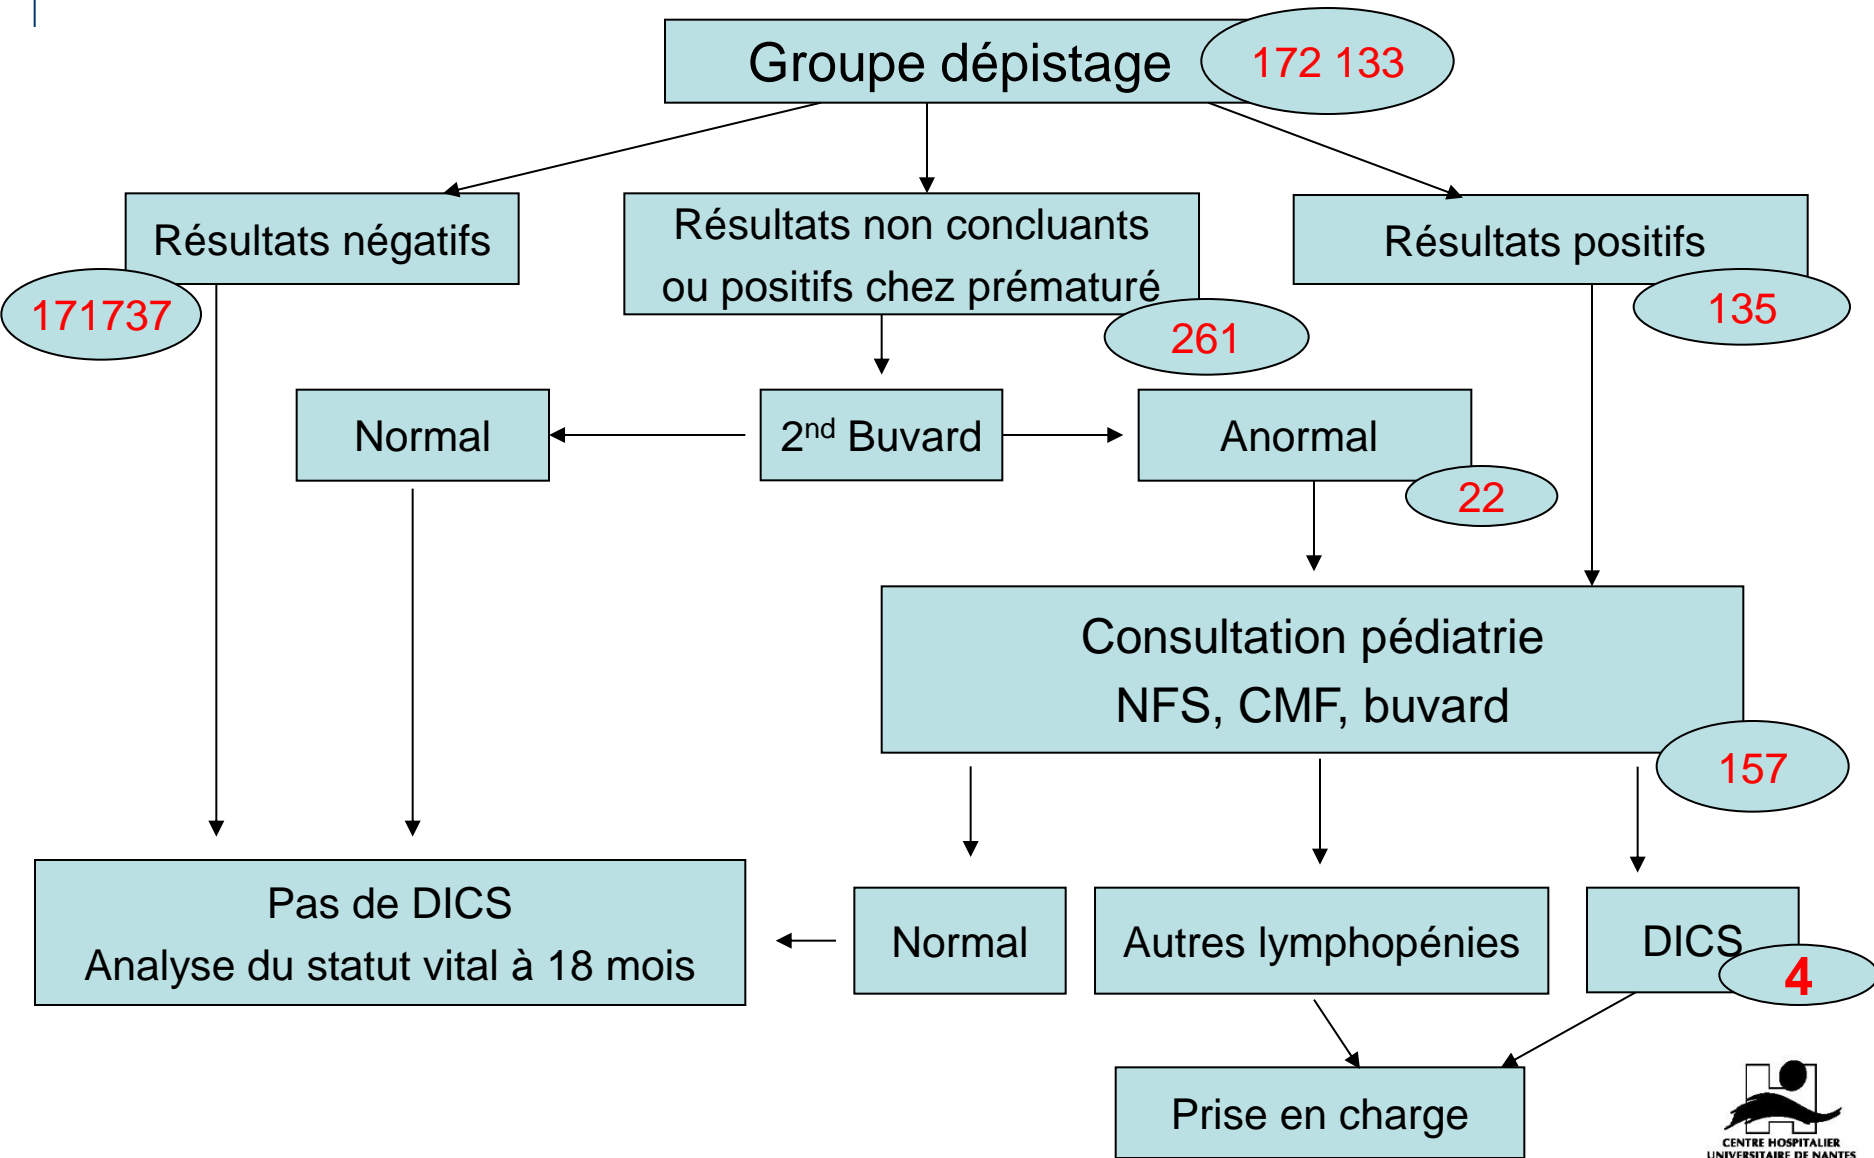 Groupe dépistage
172 133
Résultats négatifs
171737
Résultats non concluants
ou positifs chez prématuré
261
Résultats positifs
135
Normal
2nd Buvard
Anormal
22
Consultation pédiatrie
NFS, CMF, buvard
157
Pas de DICS
Analyse du statut vital à 18 mois
Normal
Autres lymphopénies
DICS
4
Prise en charge
CENTRE HOSPITALIER
UNIVERSITAIRE DE NANTES